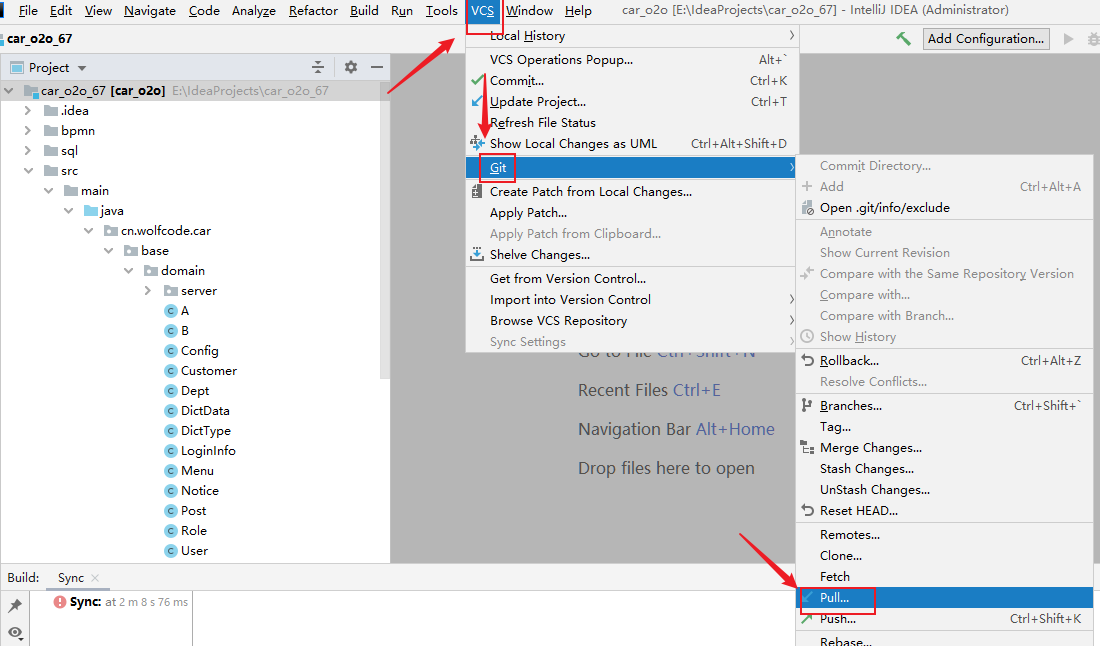 File Edit View Navigate Code Analyze Refactor Build Run Tools VCS Window Help car_o2o [E:\IdeaProjects\car_o2o_67] - IntelliJ IDEA (Administrator)
car_o2o_67
Add Configuration...
Project
car_o2o_67 [car_o2o] E:\IdeaProjects\car_o2o_67
.idea
bpmn
sql
src
main
java
cn.wolfcode.car
base
domain
server
A
B
Config
Customer
Dept
DictData
DictType
LoginInfo
Menu
Notice
Post
Role
User
Local History
VCS Operations Popup... Alt+`
Commit... Ctrl+K
Update Project... Ctrl+T
Refresh File Status
Show Local Changes as UML Ctrl+Alt+Shift+D
Git
Create Patch from Local Changes...
Apply Patch...
Apply Patch from Clipboard...
Shelve Changes...
Get from Version Control...
Import into Version Control
Browse VCS Repository
Sync Settings
Go to File Ctrl+Shift+N
Recent Files Ctrl+E
Navigation Bar Alt+Home
Drop files here to open
Commit Directory...
Add Ctrl+Alt+A
Open .git/info/exclude
Annotate
Show Current Revision
Compare with the Same Repository Version
Compare with...
Compare with Branch...
Show History
Rollback... Ctrl+Alt+Z
Resolve Conflicts...
Branches... Ctrl+Shift+`
Tag...
Merge Changes...
Stash Changes...
UnStash Changes...
Reset HEAD...
Remotes...
Clone...
Fetch
Pull...
Push... Ctrl+Shift+K
Rebase...
Build: Sync
Sync: at 2 m 8 s 76 ms